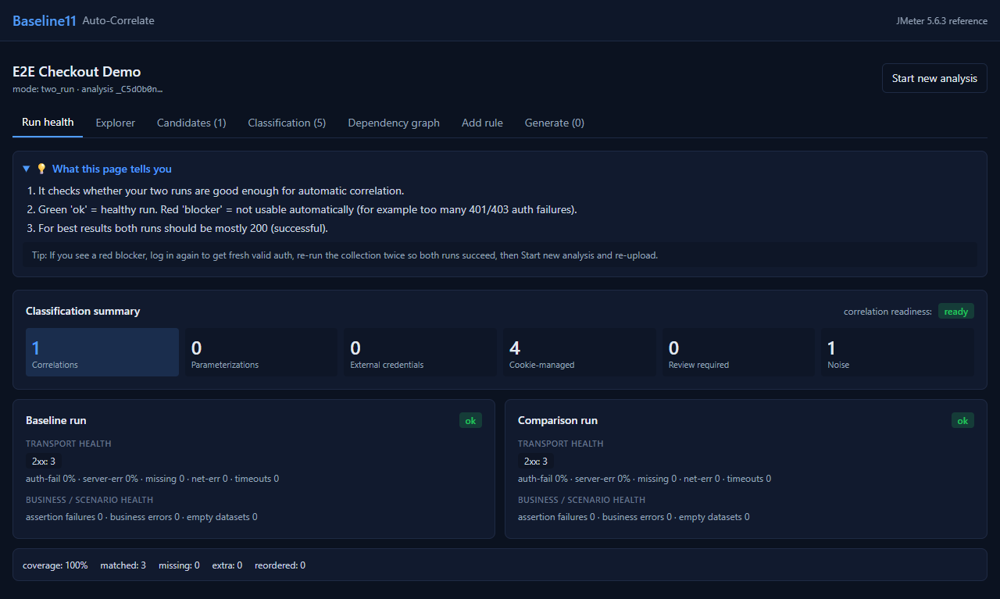 Baseline11 Auto-Correlate
JMeter 5.6.3 reference
E2E Checkout Demo
mode: two_run · analysis _C5dOb0n…
Start new analysis
Run health
Explorer
Candidates (1)
Classification (5)
Dependency graph
Add rule
Generate (0)
What this page tells you
1. It checks whether your two runs are good enough for automatic correlation.
2. Green 'ok' = healthy run. Red 'blocker' = not usable automatically (for example too many 401/403 auth failures).
3. For best results both runs should be mostly 200 (successful).
Tip: If you see a red blocker, log in again to get fresh valid auth, re-run the collection twice so both runs succeed, then Start new analysis and re-upload.
Classification summary
correlation readiness: ready
1
Correlations
0
Parameterizations
0
External credentials
4
Cookie-managed
0
Review required
1
Noise
Baseline run
ok
TRANSPORT HEALTH
2xx: 3
auth-fail 0% · server-err 0% · missing 0 · net-err 0 · timeouts 0
BUSINESS / SCENARIO HEALTH
assertion failures 0 · business errors 0 · empty datasets 0
Comparison run
ok
TRANSPORT HEALTH
2xx: 3
auth-fail 0% · server-err 0% · missing 0 · net-err 0 · timeouts 0
BUSINESS / SCENARIO HEALTH
assertion failures 0 · business errors 0 · empty datasets 0
coverage: 100%
matched: 3
missing: 0
extra: 0
reordered: 0